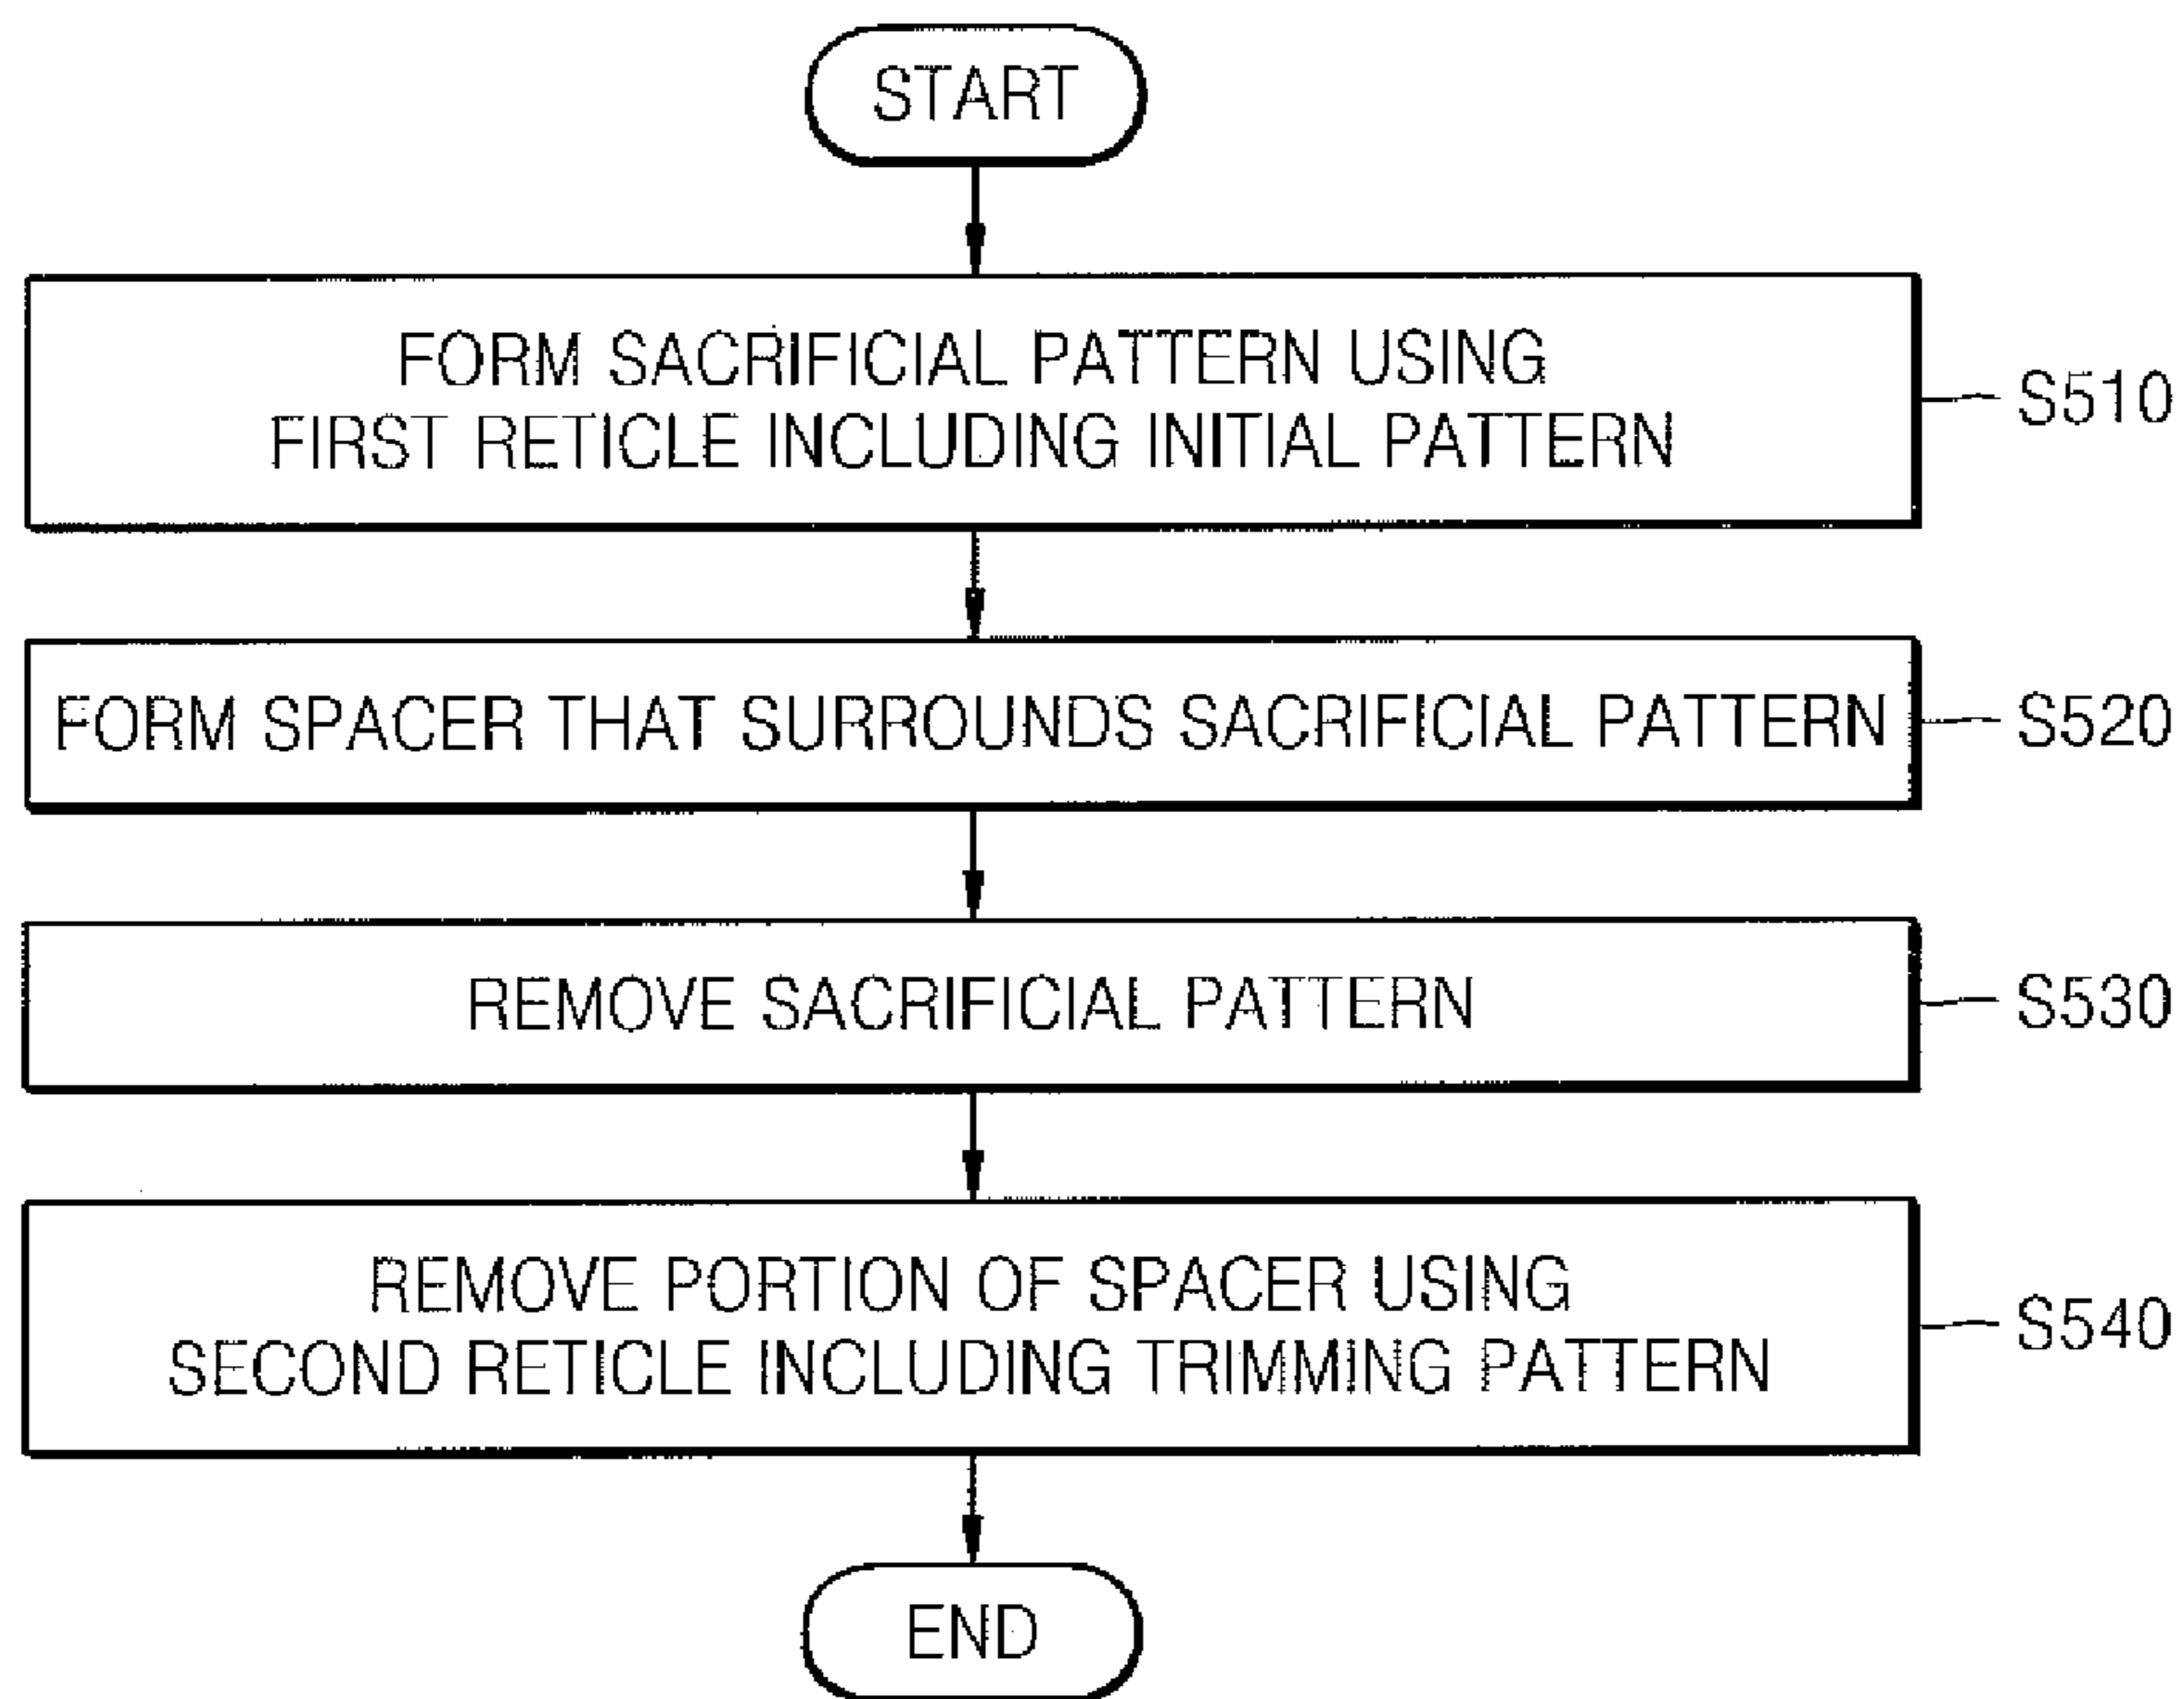 START
FORM SACRIFICIAL PATTERN USING
FIRST RETICLE INCLUDING INITIAL PATTERN
S510
FORM SPACER THAT SURROUNDS SACRIFICIAL PATTERN
S520
REMOVE SACRIFICIAL PATTERN
S530
REMOVE PORTION OF SPACER USING
SECOND RETICLE INCLUDING TRIMMING PATTERN
S540
END